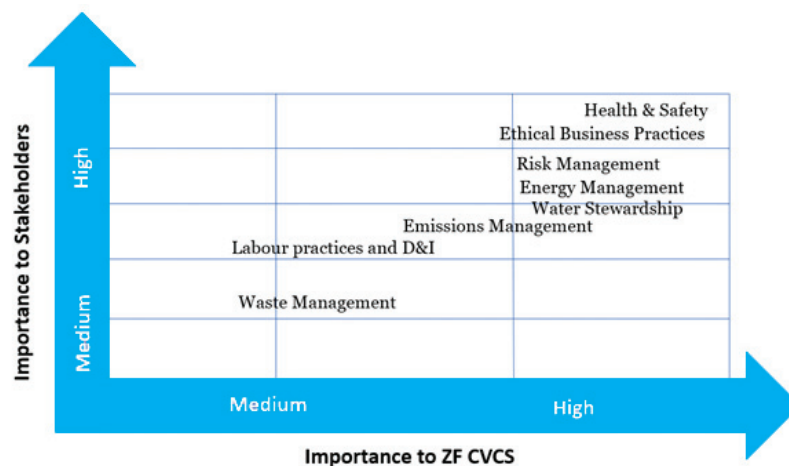 Importance to Stakeholders
High
Medium
Health & Safety
Ethical Business Practices
Risk Management
Energy Management
Water Stewardship
Emissions Management
Labour practices and D&I
Waste Management
Medium
High
Importance to ZF CVCS